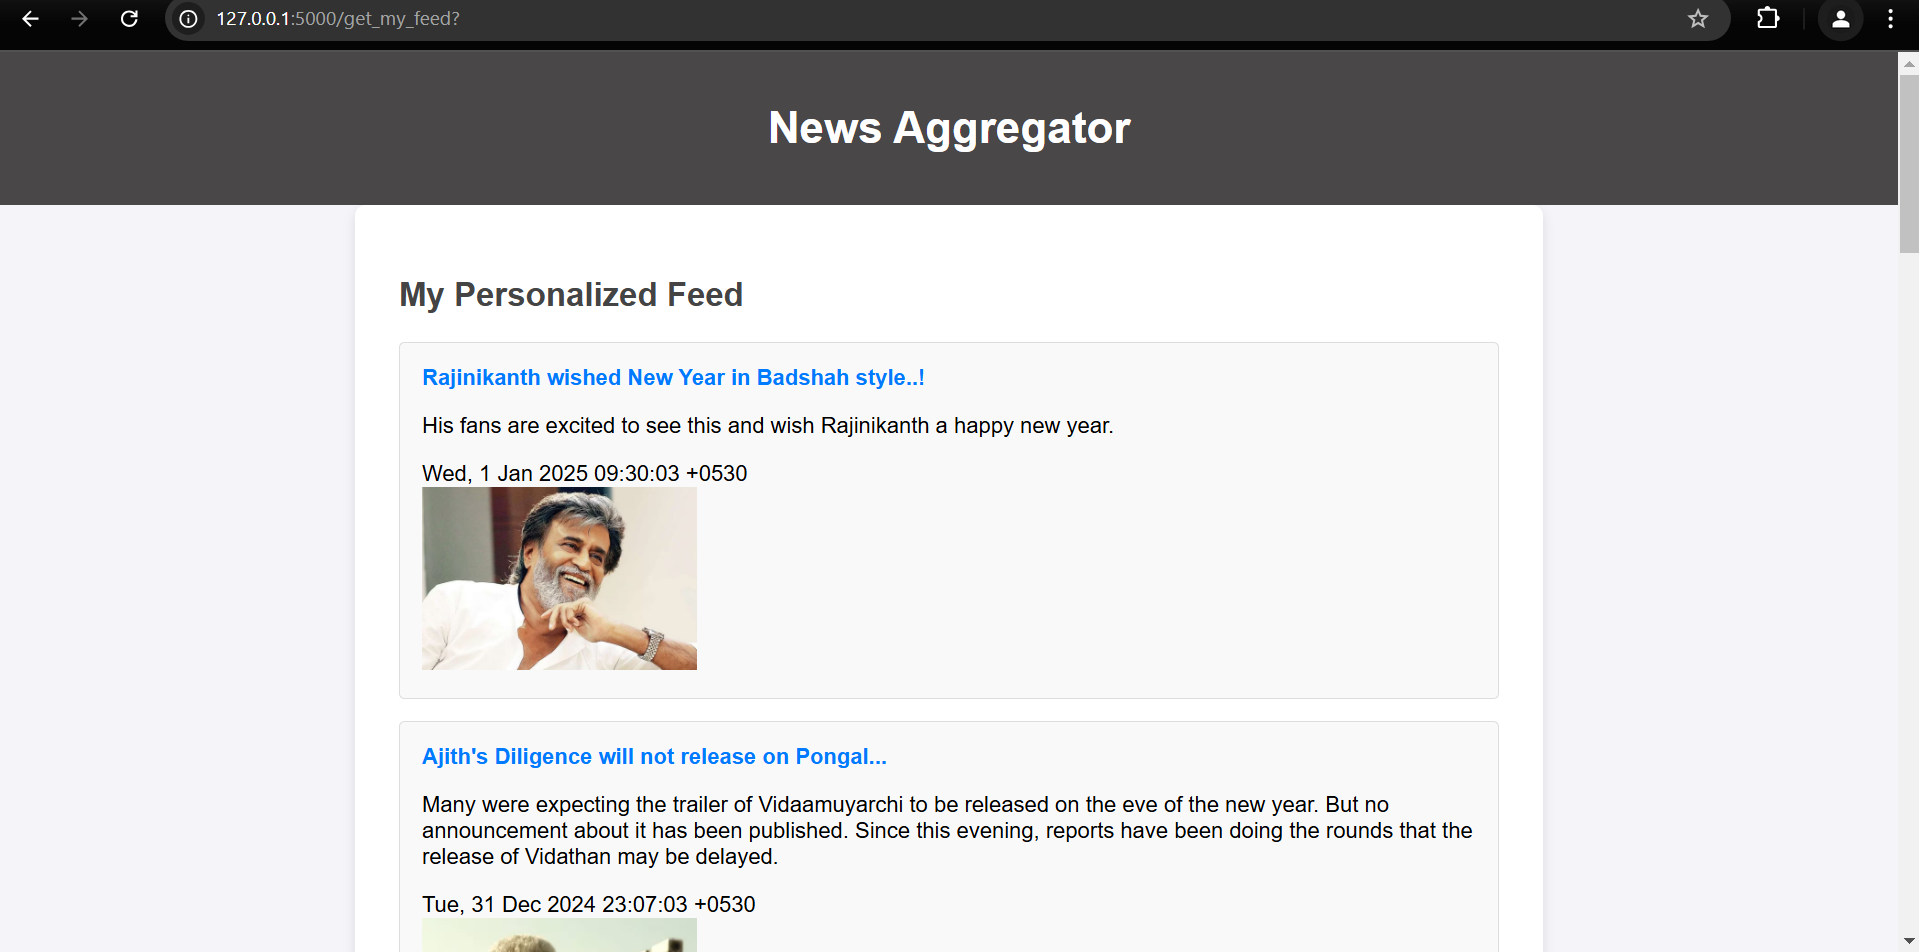 127.0.0.1:5000/get_my_feed?
News Aggregator
My Personalized Feed
Rajinikanth wished New Year in Badshah style..!
His fans are excited to see this and wish Rajinikanth a happy new year.
Wed, 1 Jan 2025 09:30:03 +0530
Ajith's Diligence will not release on Pongal...
Many were expecting the trailer of Vidaamuyarchi to be released on the eve of the new year. But no
announcement about it has been published. Since this evening, reports have been doing the rounds that the
release of Vidathan may be delayed.
Tue, 31 Dec 2024 23:07:03 +0530